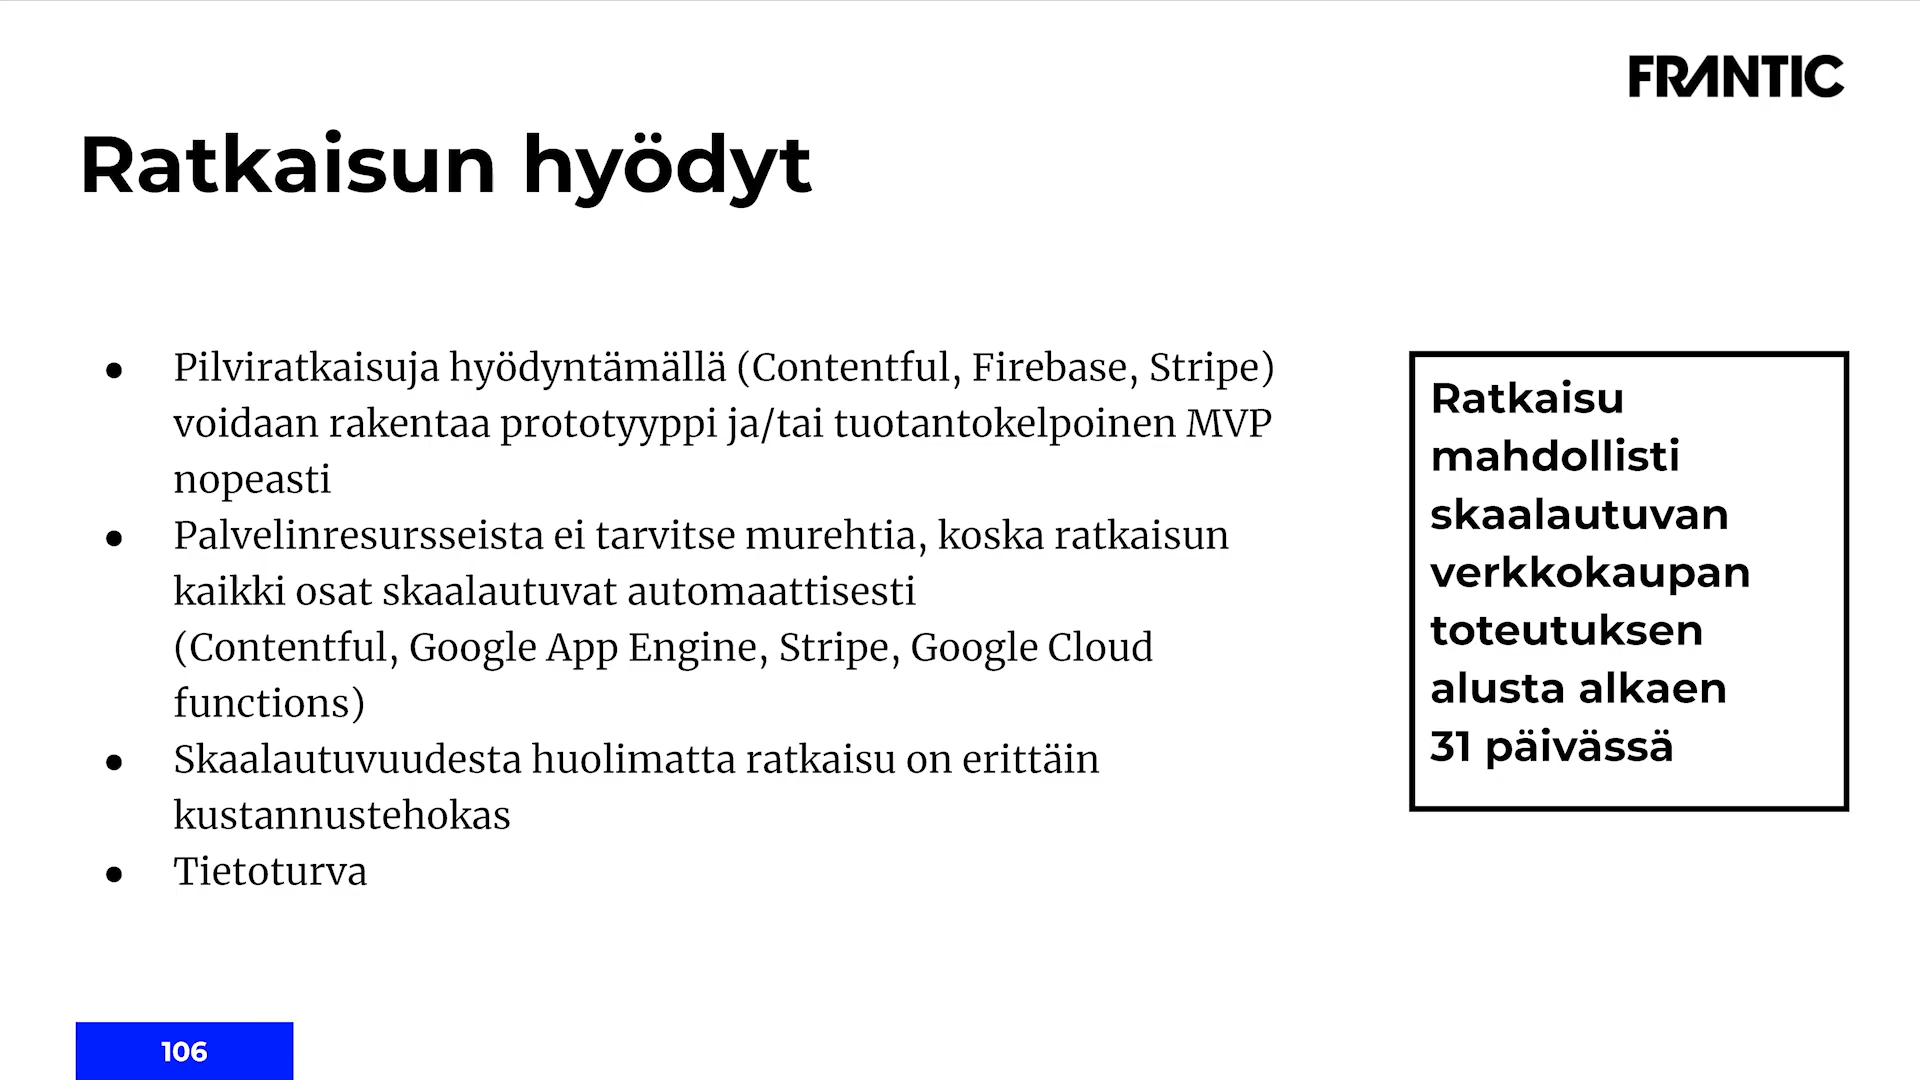 FRANTIC
Ratkaisun hyödyt
● Pilviratkaisuja hyödyntämällä (Contentful, Firebase, Stripe)
voidaan rakentaa prototyyppi ja/tai tuotantokelpoinen MVP
nopeasti
● Palvelinresursseista ei tarvitse murehtia, koska ratkaisun
kaikki osat skaalautuvat automaattisesti
(Contentful, Google App Engine, Stripe, Google Cloud
functions)
● Skaalautuvuudesta huolimatta ratkaisu on erittäin
kustannustehokas
● Tietoturva
Ratkaisu
mahdollisti
skaalautuvan
verkkokaupan
toteutuksen
alusta alkaen
31 päivässä
106